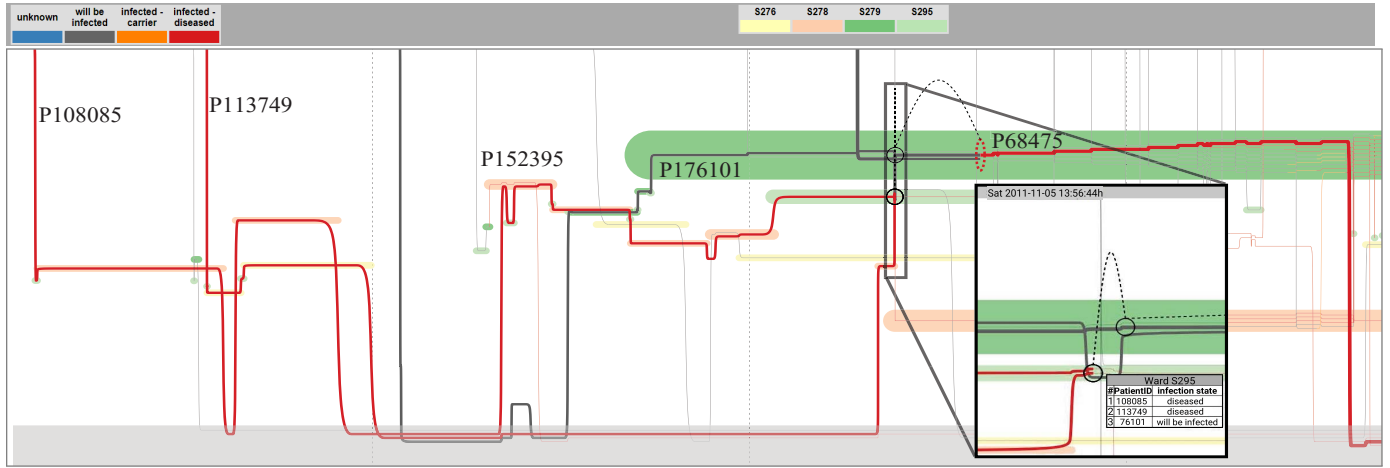 unknown
will be infected
infected - carrier
infected - diseased
S276 S278 S279 S295
P108085
P113749
P152395
P176101
P68475
Sat 2011-11-05 13:56:44h
Ward S295
# PatientID infection state
1 108085 diseased
2 113749 diseased
3 76101 will be infected